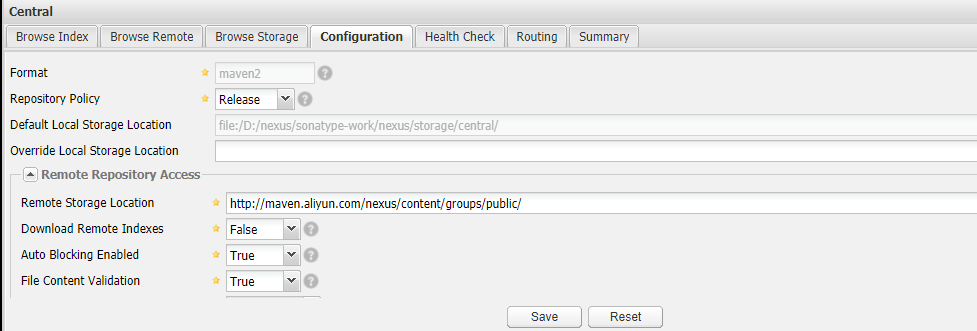 Central
Browse Index Browse Remote Browse Storage Configuration Health Check Routing Summary
Format maven2 ?
Repository Policy Release ?
Default Local Storage Location file:/D:/nexus/sonatype-work/nexus/storage/central/
Override Local Storage Location
Remote Repository Access
Remote Storage Location http://maven.aliyun.com/nexus/content/groups/public/
Download Remote Indexes False ?
Auto Blocking Enabled True ?
File Content Validation True ?
Save Reset